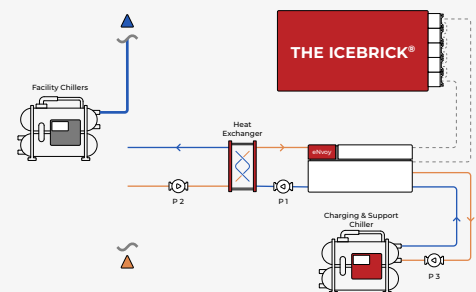 THE ICEBRICK®
Facility Chillers
Heat
Exchanger
eNvoy
P 2
P 1
Charging & Support
Chiller
P 3